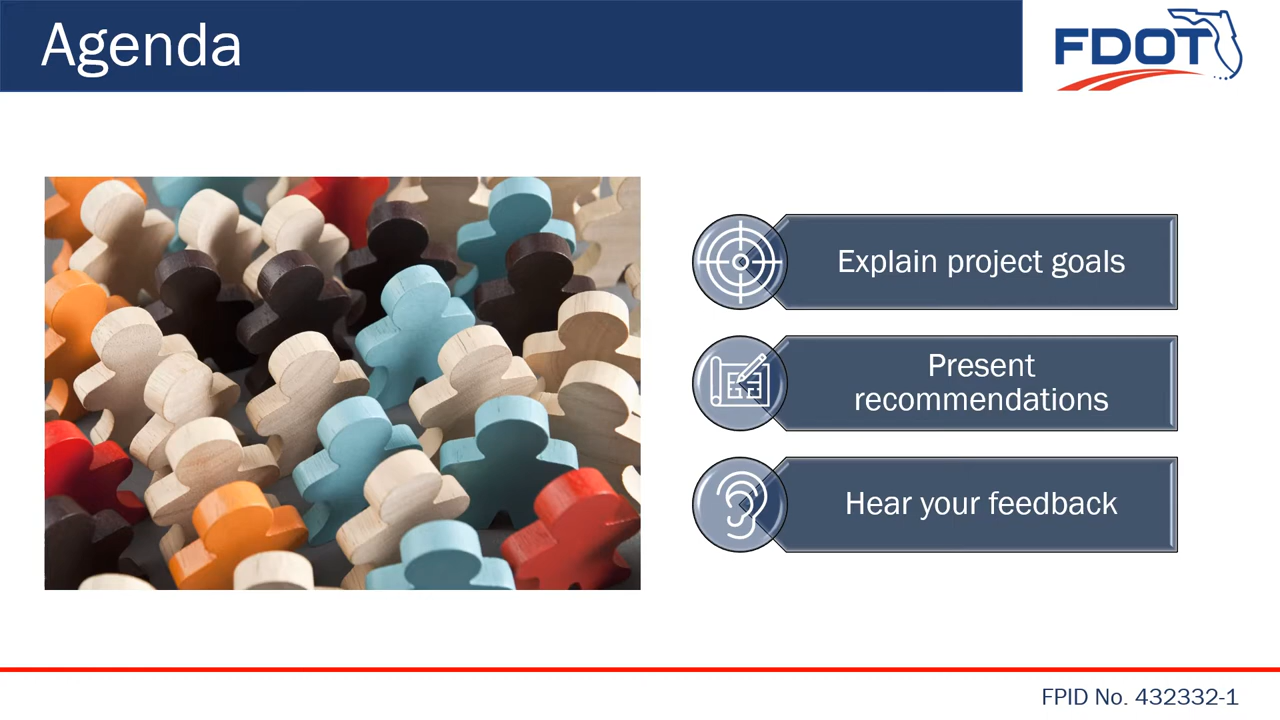 Agenda
FDOT
Explain project goals
Present
recommendations
Hear your feedback
FPID No. 432332-1